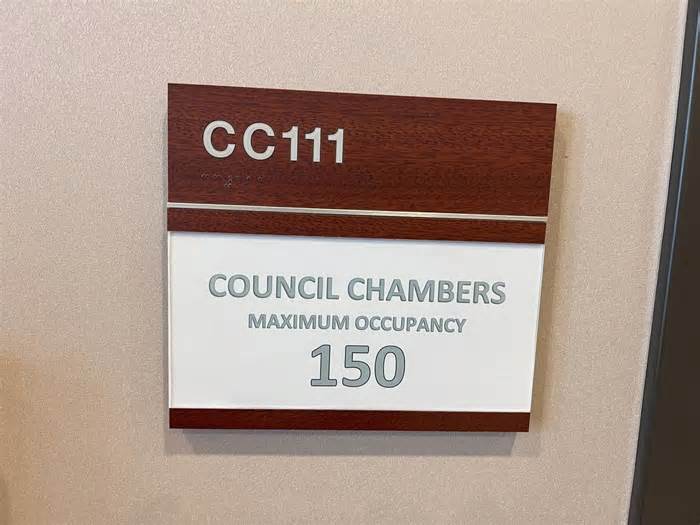 CC111
COUNCIL CHAMBERS
MAXIMUM OCCUPANCY
150